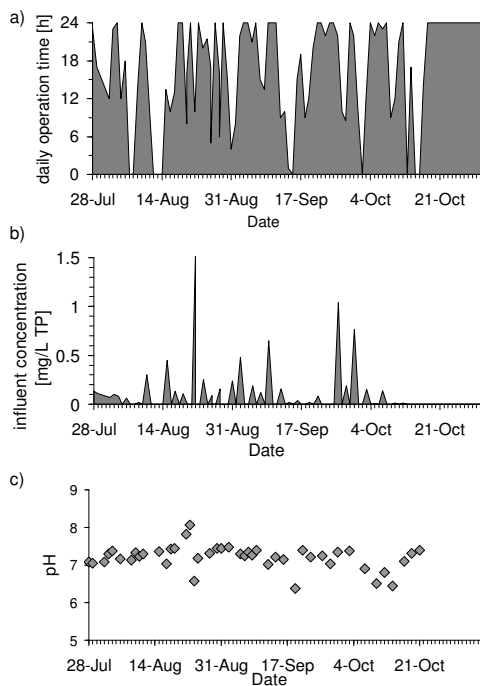 a)
daily operation time [h]
24
18
12
6
0
28-Jul 14-Aug 31-Aug 17-Sep 4-Oct 21-Oct
Date
b)
influent concentration
[mg/L TP]
1.5
1
0.5
0
28-Jul 14-Aug 31-Aug 17-Sep 4-Oct 21-Oct
Date
c)
pH
9
8
7
6
5
28-Jul 14-Aug 31-Aug 17-Sep 4-Oct 21-Oct
Date